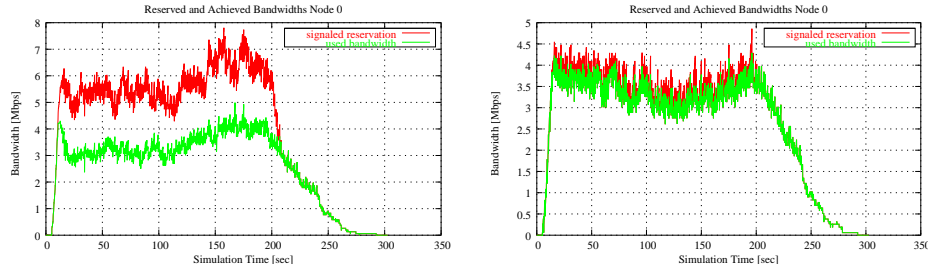 Reserved and Achieved Bandwidths Node 0
signaled reservation
used bandwidth
Bandwidth [Mbps]
8
7
6
5
4
3
2
1
0
0 50 100 150 200 250 300 350
Simulation Time [sec]
Reserved and Achieved Bandwidths Node 0
signaled reservation
used bandwidth
Bandwidth [Mbps]
5
4.5
4
3.5
3
2.5
2
1.5
1
0.5
0
0 50 100 150 200 250 300 350
Simulation Time [sec]